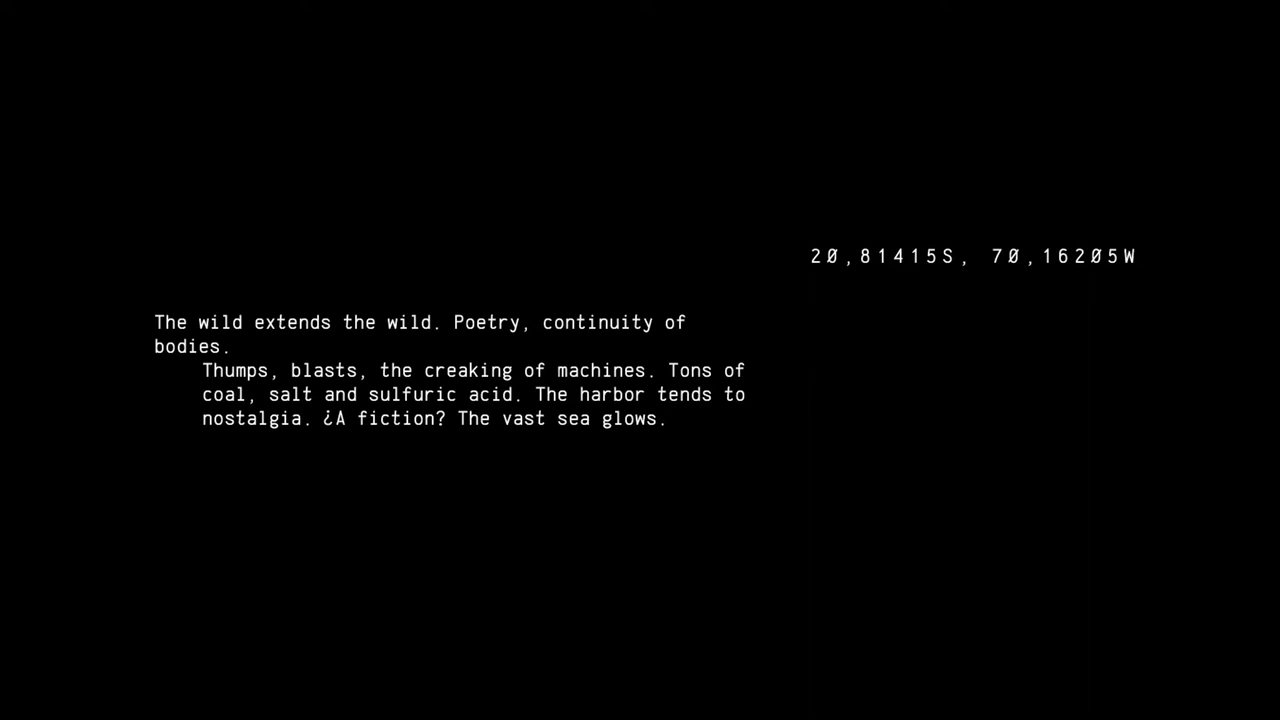 20,81415S, 70,16205W
The wild extends the wild. Poetry, continuity of
bodies.
Thumps, blasts, the creaking of machines. Tons of
coal, salt and sulfuric acid. The harbor tends to
nostalgia. ¿A fiction? The vast sea glows.